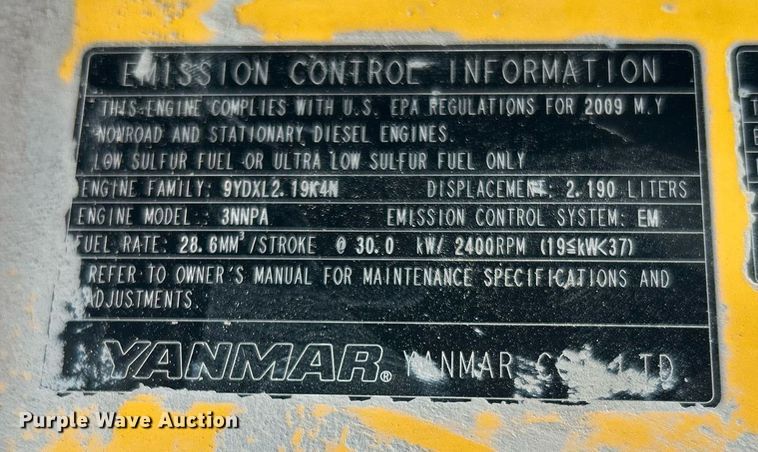 EMISSION CONTROL INFORMATION
THIS ENGINE COMPLIES WITH U.S. EPA REGULATIONS FOR 2009 M.Y
NONROAD AND STATIONARY DIESEL ENGINES.
LOW SULFUR FUEL OR ULTRA LOW SULFUR FUEL ONLY
ENGINE FAMILY: 9YDXL2.19K4N DISPLACEMENT: 2.190 LITERS
ENGINE MODEL: 3NNPA EMISSION CONTROL SYSTEM: EM
FUEL RATE: 28.6MM³/STROKE @ 30.0 kW/ 2400RPM (19≦kW<37)
REFER TO OWNER'S MANUAL FOR MAINTENANCE SPECIFICATIONS AND
ADJUSTMENTS.
YANMAR® YANMAR CO., LTD
Purple Wave Auction